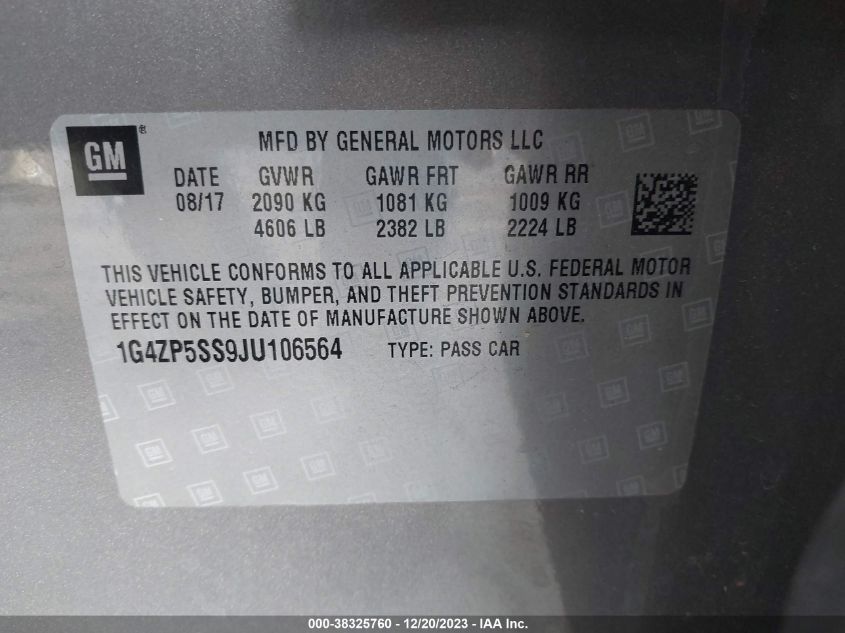 GM ®
MFD BY GENERAL MOTORS LLC
DATE GVWR GAWR FRT GAWR RR
08/17 2090 KG 1081 KG 1009 KG
4606 LB 2382 LB 2224 LB
THIS VEHICLE CONFORMS TO ALL APPLICABLE U.S. FEDERAL MOTOR
VEHICLE SAFETY, BUMPER, AND THEFT PREVENTION STANDARDS IN
EFFECT ON THE DATE OF MANUFACTURE SHOWN ABOVE.
1G4ZP5SS9JU106564 TYPE: PASS CAR
000-38325760 - 12/20/2023 - IAA Inc.